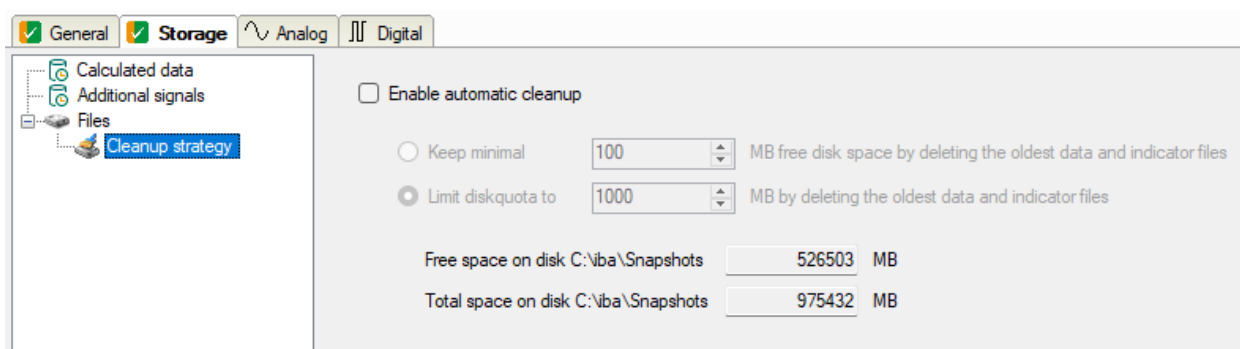 General Storage Analog Digital
Calculated data
Additional signals
Files
Cleanup strategy
Enable automatic cleanup
Keep minimal 100 MB free disk space by deleting the oldest data and indicator files
Limit diskquota to 1000 MB by deleting the oldest data and indicator files
Free space on disk C:\iba\Snapshots 526503 MB
Total space on disk C:\iba\Snapshots 975432 MB